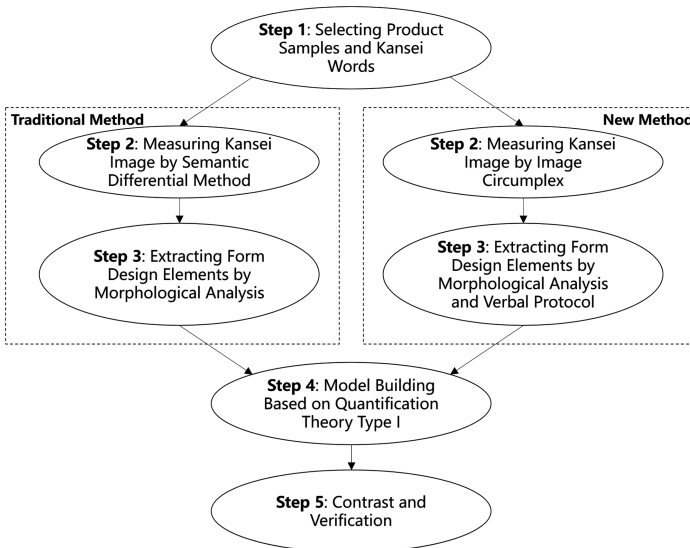 Step 1: Selecting Product
Samples and Kansei
Words
Traditional Method
New Method
Step 2: Measuring Kansei
Image by Semantic
Differential Method
Step 2: Measuring Kansei
Image by Image
Circumplex
Step 3: Extracting Form
Design Elements by
Morphological Analysis
Step 3: Extracting Form
Design Elements by
Morphological Analysis
and Verbal Protocol
Step 4: Model Building
Based on Quantification
Theory Type I
Step 5: Contrast and
Verification